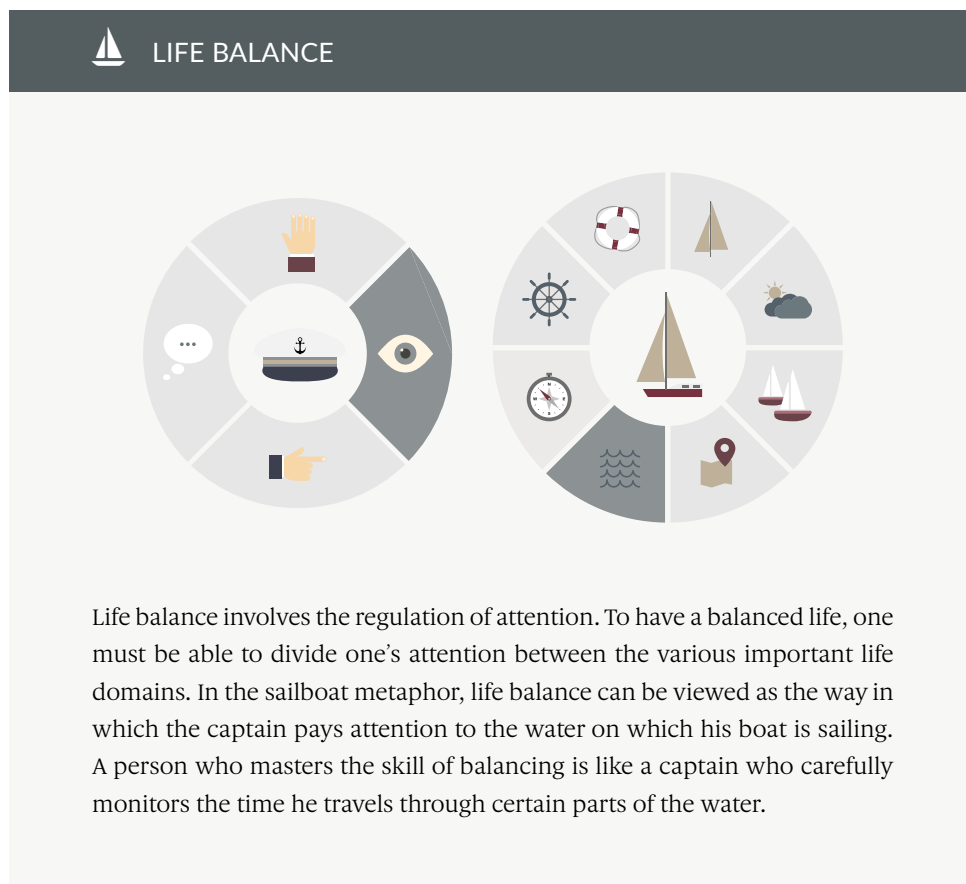 LIFE BALANCE
Life balance involves the regulation of attention. To have a balanced life, one
must be able to divide one’s attention between the various important life
domains. In the sailboat metaphor, life balance can be viewed as the way in
which the captain pays attention to the water on which his boat is sailing.
A person who masters the skill of balancing is like a captain who carefully
monitors the time he travels through certain parts of the water.